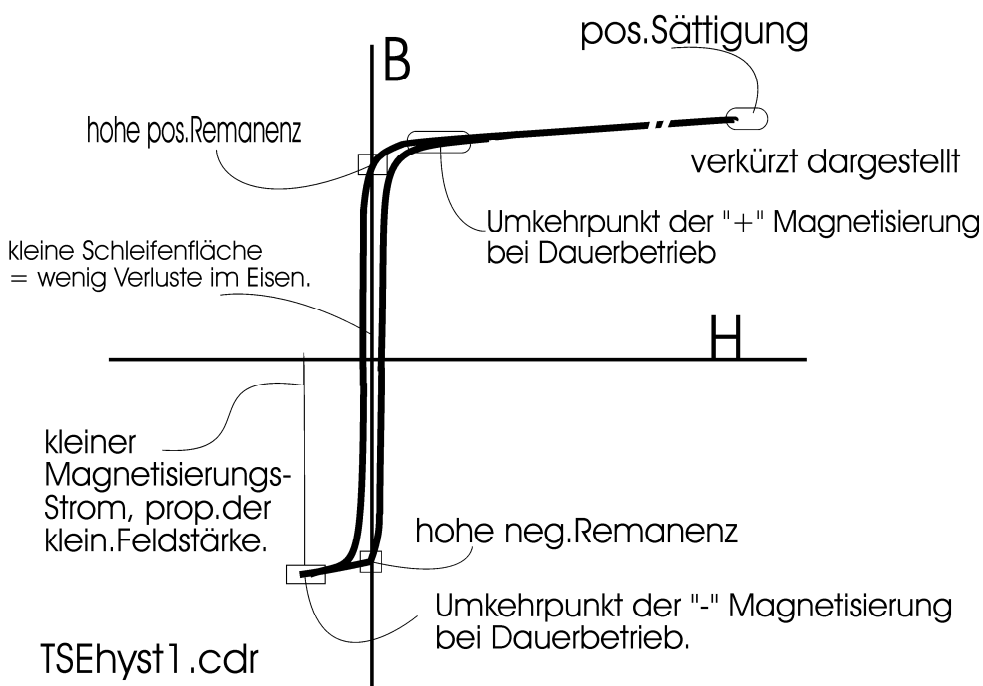 pos.Sättigung
B
hohe pos.Remanenz
verkürzt dargestellt
Umkehrpunkt der "+" Magnetisierung
bei Dauerbetrieb
kleine Schleifenfläche
= wenig Verluste im Eisen.
H
kleiner
Magnetisierungs-
Strom, prop.der
klein.Feldstärke.
hohe neg.Remanenz
Umkehrpunkt der "-" Magnetisierung
bei Dauerbetrieb.
TSEhyst1.cdr